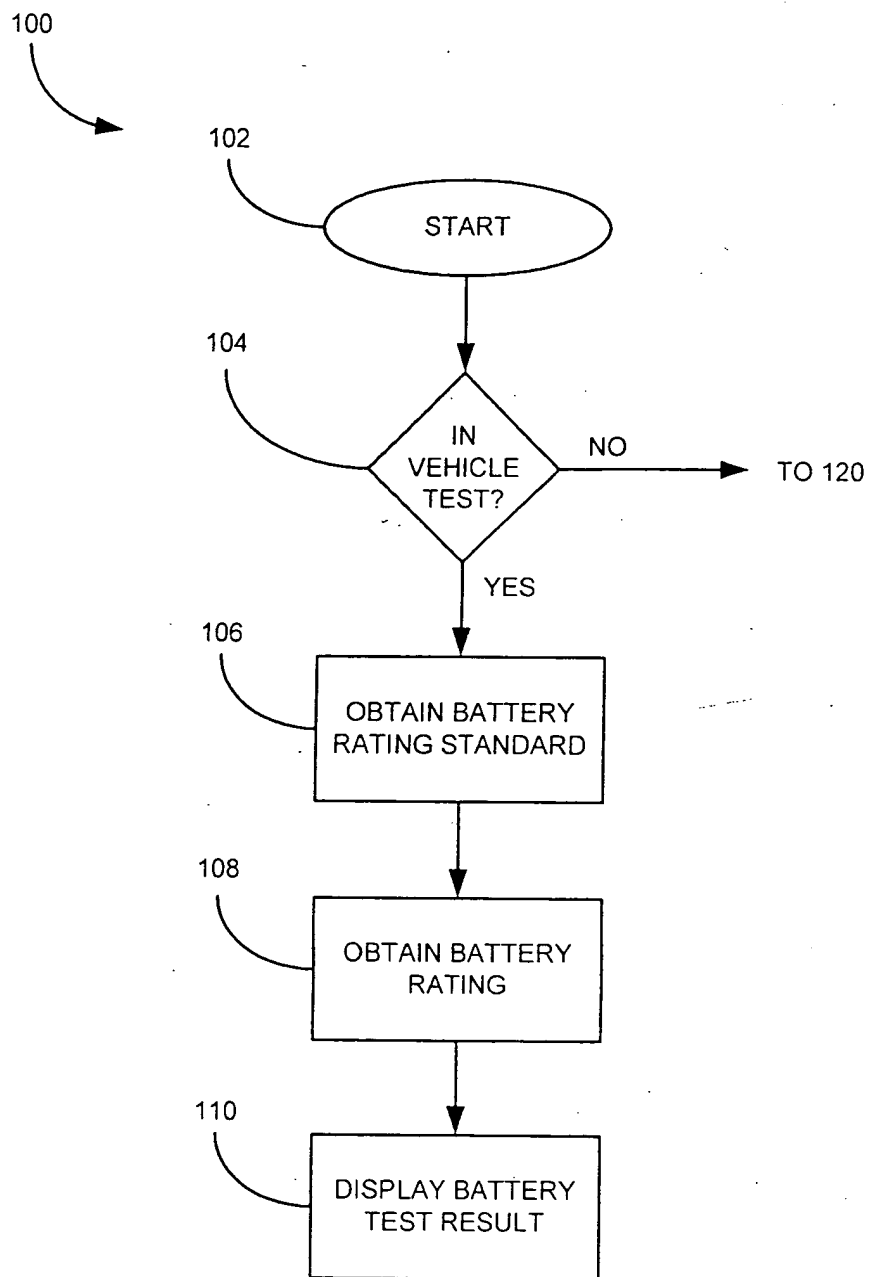 100
102
START
104
IN
VEHICLE
TEST?
NO
TO 120
YES
106
OBTAIN BATTERY
RATING STANDARD
108
OBTAIN BATTERY
RATING
110
DISPLAY BATTERY
TEST RESULT